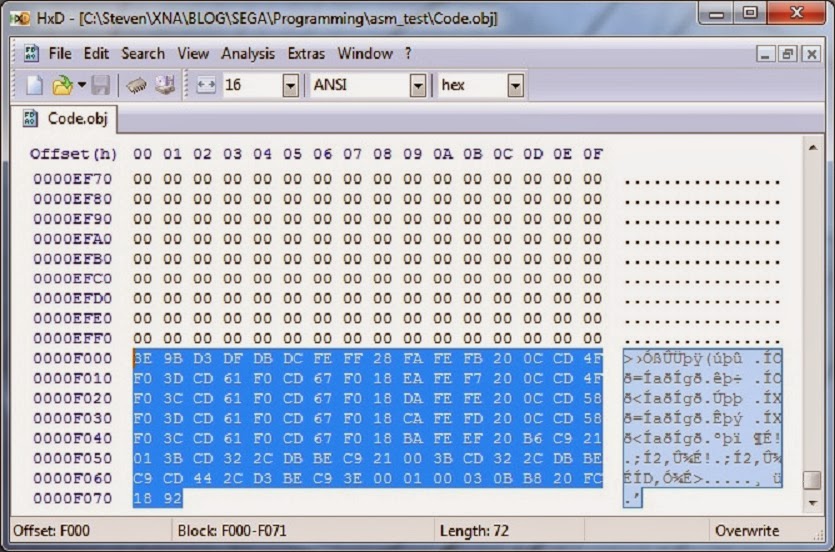 HxD - [C:\Steven\XNA\BLOG\SEGA\Programming\asm_test\Code.obj]
File Edit Search View Analysis Extras Window ?
16 ANSI hex
Code.obj
Offset(h) 00 01 02 03 04 05 06 07 08 09 0A 0B 0C 0D 0E 0F
0000EF70 00 00 00 00 00 00 00 00 00 00 00 00 00 00 00 00 ................
0000EF80 00 00 00 00 00 00 00 00 00 00 00 00 00 00 00 00 ................
0000EF90 00 00 00 00 00 00 00 00 00 00 00 00 00 00 00 00 ................
0000EFA0 00 00 00 00 00 00 00 00 00 00 00 00 00 00 00 00 ................
0000EFB0 00 00 00 00 00 00 00 00 00 00 00 00 00 00 00 00 ................
0000EFC0 00 00 00 00 00 00 00 00 00 00 00 00 00 00 00 00 ................
0000EFD0 00 00 00 00 00 00 00 00 00 00 00 00 00 00 00 00 ................
0000EFE0 00 00 00 00 00 00 00 00 00 00 00 00 00 00 00 00 ................
0000EFF0 00 00 00 00 00 00 00 00 00 00 00 00 00 00 00 00 ................
0000F000 3E 9B D3 DF DB DC FE FF 28 FA FE FB 20 0C CD 4F >›ÓßÛÜþÿ(úþû .ÍO
0000F010 F0 3D CD 61 F0 CD 67 F0 18 EA FE F7 20 0C CD 4F ð=ÍaðÍgð.êþ÷ .ÍO
0000F020 F0 3C CD 61 F0 CD 67 F0 18 DA FE FE 20 0C CD 58 ð<ÍaðÍgð.Úþþ .ÍX
0000F030 F0 3D CD 61 F0 CD 67 F0 18 CA FE FD 20 0C CD 58 ð=ÍaðÍgð.Êþý .ÍX
0000F040 F0 3C CD 61 F0 CD 67 F0 18 BA FE EF 20 B6 C9 21 ð<ÍaðÍgð.ºþï ¶É!
0000F050 01 3B CD 32 2C DB BE C9 21 00 3B CD 32 2C DB BE .;Í2,Û¾É!.;Í2,Û¾
0000F060 C9 CD 44 2C D3 BE C9 3E 00 01 00 03 0B B8 20 FC ÉÍD,Ó¾É>.....¸ ü
0000F070 18 92 .’
Offset: F000 Block: F000-F071 Length: 72 Overwrite